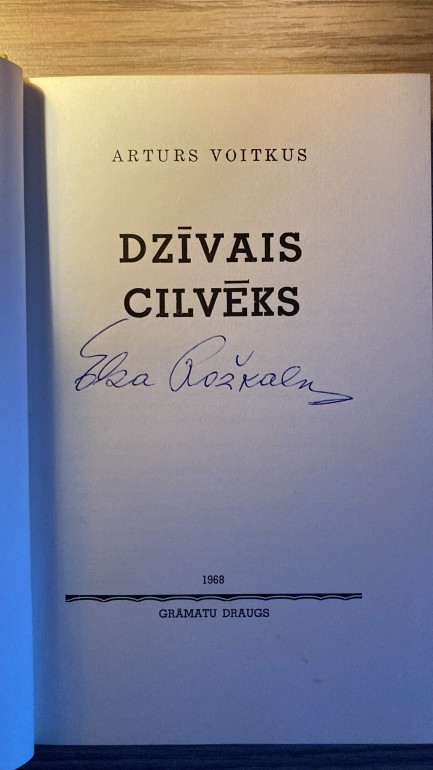 ARTURS VOITKUS
DZĪVAIS
CILVĒKS
Elza Rožkaln
1968
GRĀMATU DRAUGS